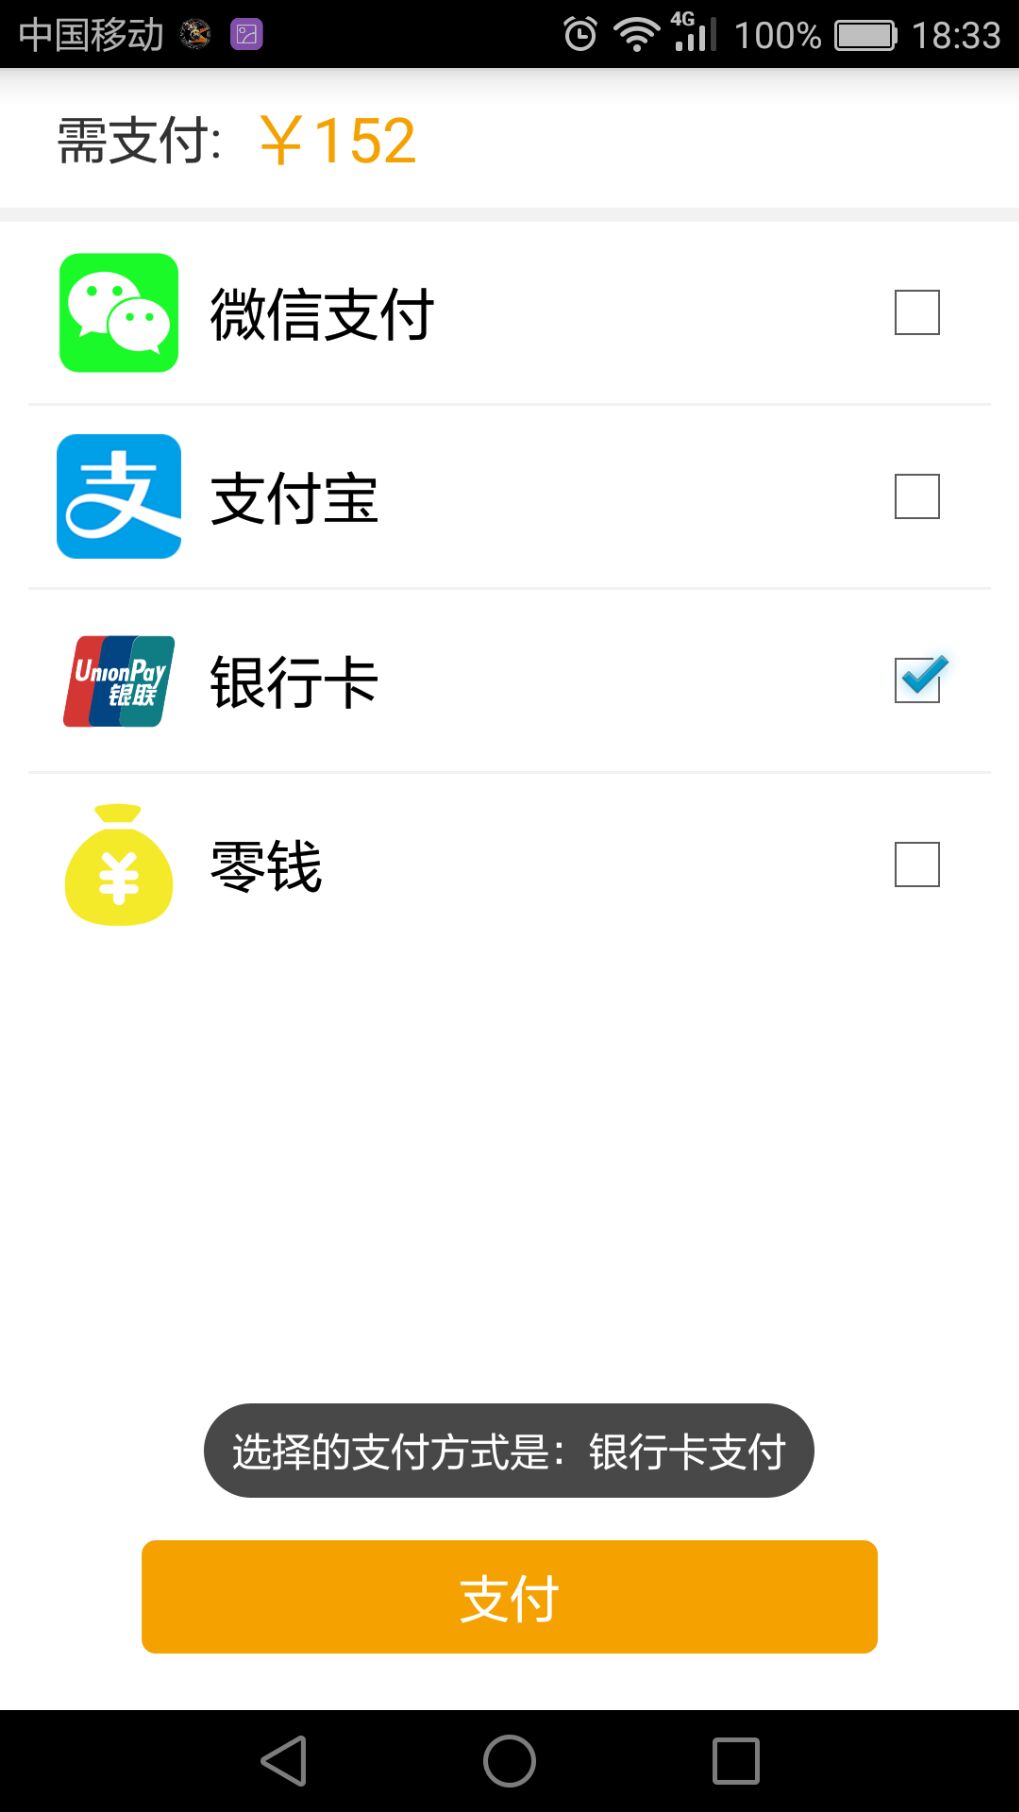 中国移动 4G 100% 18:33
需支付: ￥152
微信支付
支 支付宝
UnionPay 银联 银行卡
¥ 零钱
选择的支付方式是：银行卡支付
支付